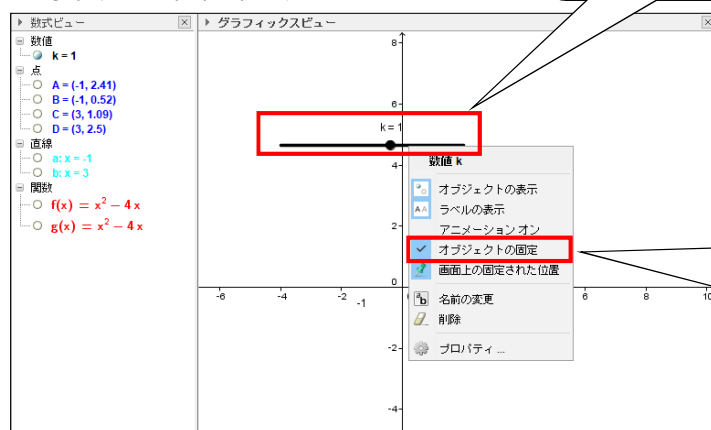 数式ビュー
数値
k = 1
点
A = (-1, 2.41)
B = (-1, 0.52)
C = (3, 1.09)
D = (3, 2.5)
直線
a: x = -1
b: x = 3
関数
f(x) = x² − 4 x
g(x) = x² − 4 x
グラフィックスビュー
8
6
k = 1
4
数値 k
オブジェクトの表示
AA ラベルの表示
アニメーション オン
2
オブジェクトの固定
画面上の固定された位置
0
-6 -4 -2 6 8 10
-1
ab 名前の変更
削除
-2
プロパティ ...
-4